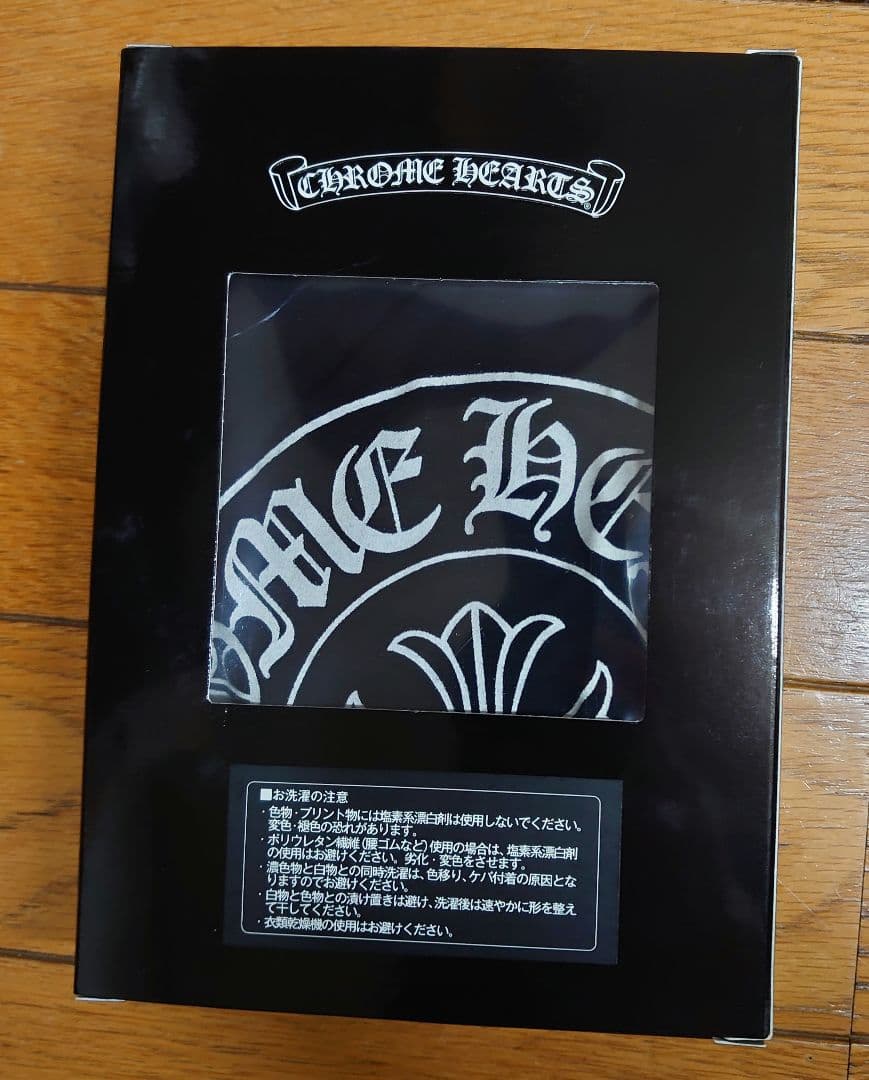 CHROME HEARTS®
OME HE
■お洗濯の注意
・色物・プリント物には塩素系漂白剤は使用しないでください。
変色・褪色の恐れがあります。
・ポリウレタン繊維(腰ゴムなど)使用の場合は、塩素系漂白剤
の使用はお避けください。劣化・変色をさせます。
・濃色物と白物との同時洗濯は、色移り、ケバ付着の原因とな
りますのでお避けください。
・白物と色物との漬け置きは避け、洗濯後は速やかに形を整え
て干してください。
・衣類乾燥機の使用はお避けください。